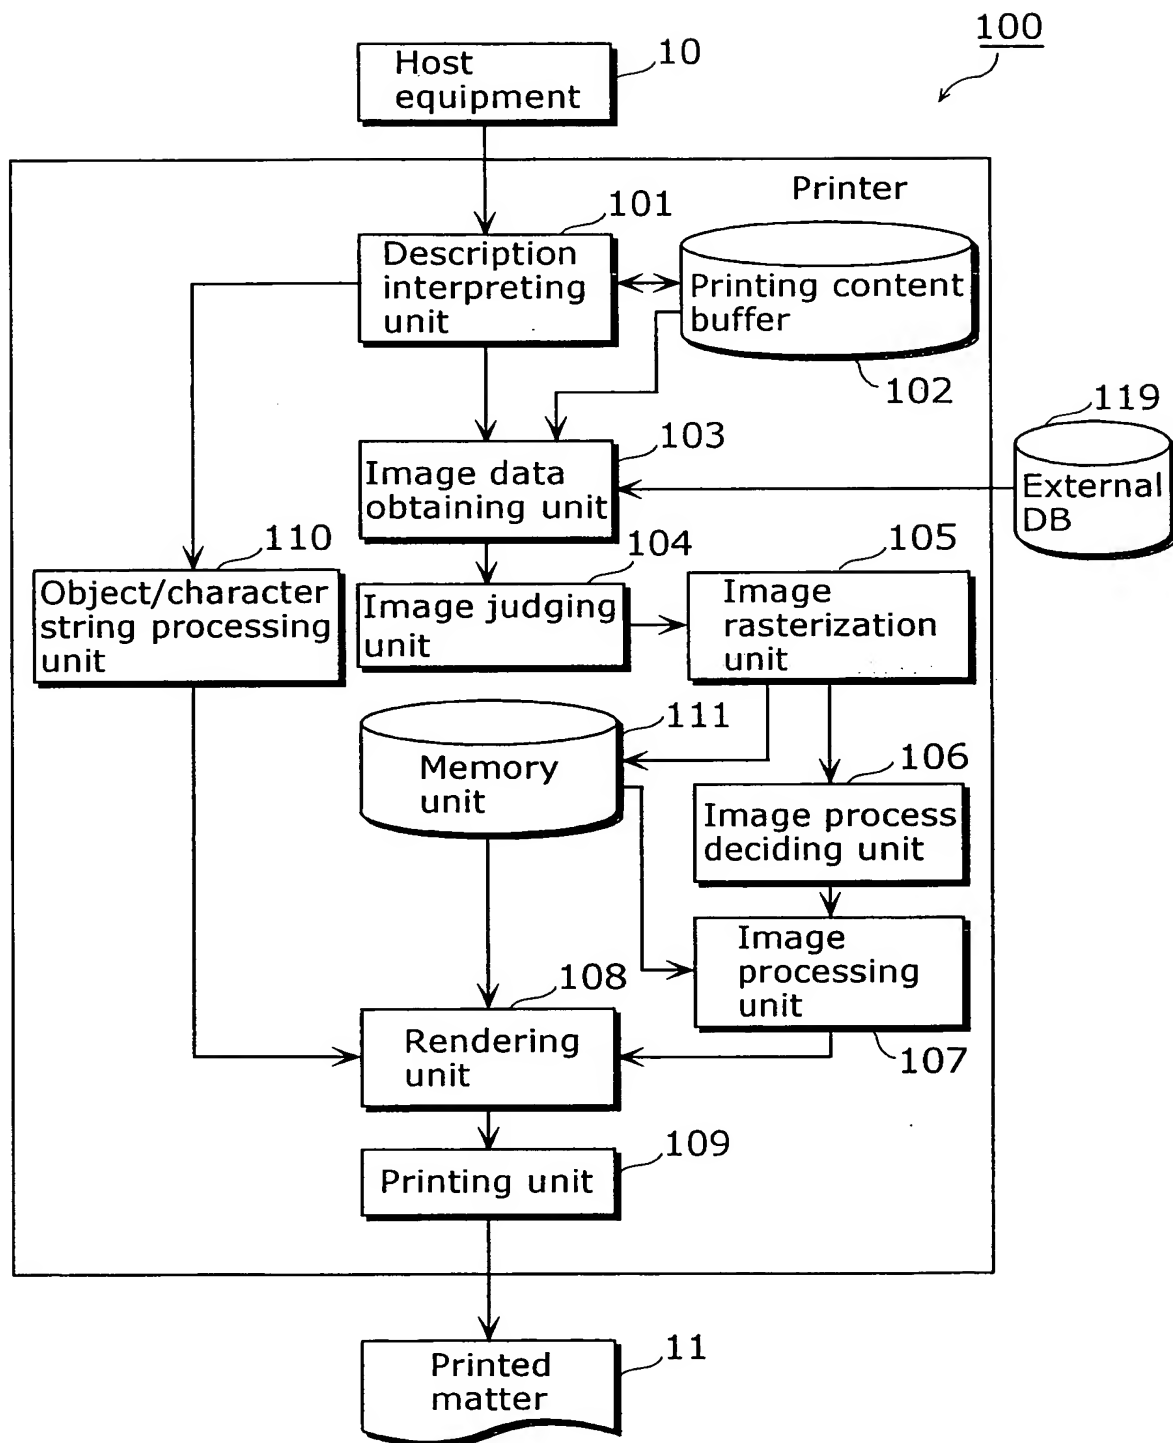 100
Host
equipment
10
Printer
101
Description
interpreting
unit
Printing content
buffer
102
119
External
DB
103
Image data
obtaining unit
110
Object/character
string processing
unit
104
Image judging
unit
105
Image
rasterization
unit
111
Memory
unit
106
Image process
deciding unit
Image
processing
unit
107
108
Rendering
unit
109
Printing unit
11
Printed
matter